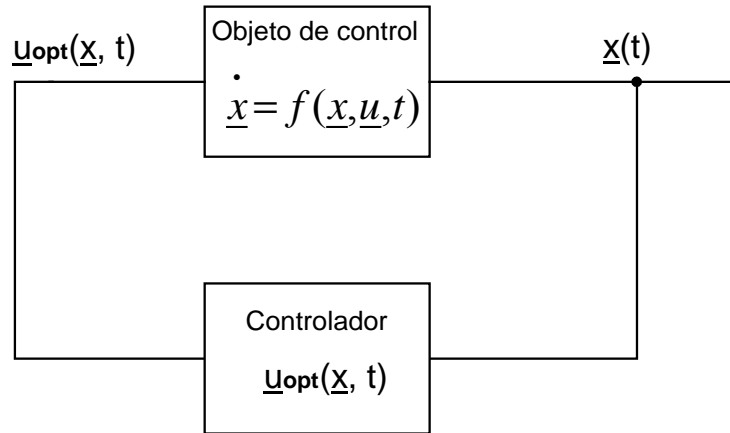 Objeto de control
uopt(x, t)
x(t)
ẋ = f(x,u,t)
Controlador
uopt(x, t)